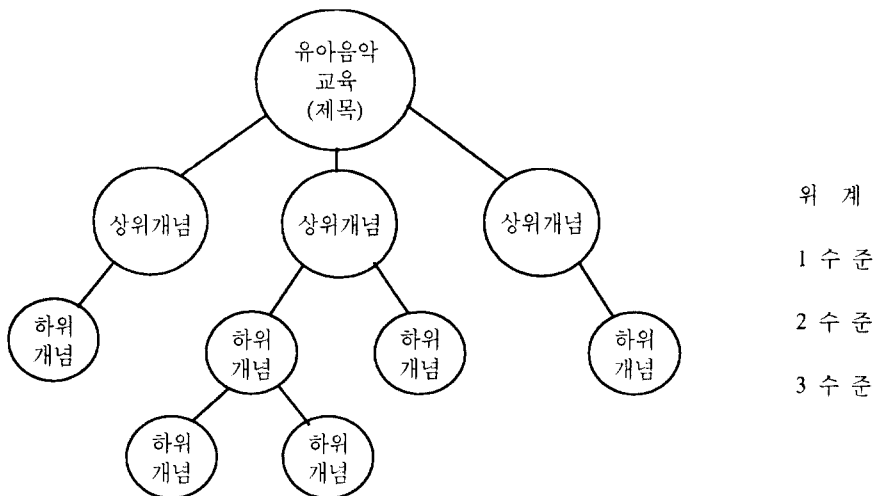 유아음악
교육
(제목)
상위개념
상위개념
상위개념
위 계
1 수 준
하위
개념
하위
개념
하위
개념
하위
개념
2 수 준
3 수 준
하위
개념
하위
개념